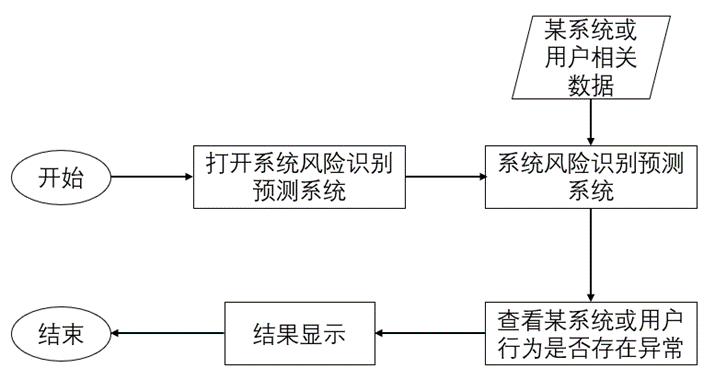 某系统或
用户相关
数据
开始
打开系统风险识别
预测系统
系统风险识别预测
系统
结束
结果显示
查看某系统或用户
行为是否存在异常